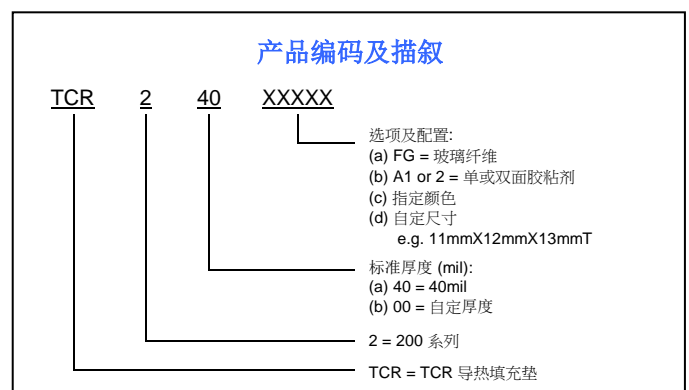 产品编码及描叙
TCR 2 40 XXXXX
选项及配置:
(a) FG = 玻璃纤维
(b) A1 or 2 = 单或双面胶粘剂
(c) 指定颜色
(d) 自定尺寸
e.g. 11mmX12mmX13mmT
标准厚度 (mil):
(a) 40 = 40mil
(b) 00 = 自定厚度
2 = 200 系列
TCR = TCR 导热填充垫